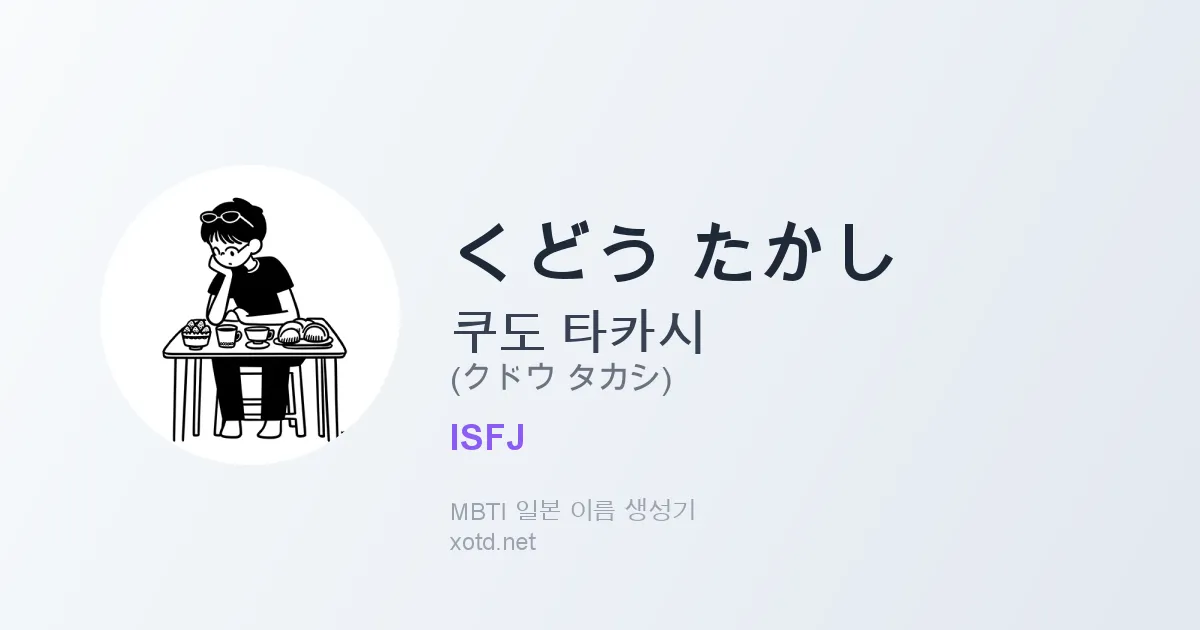 くどう たかし
쿠도 타카시
(クドウ タカシ)
ISFJ
MBTI 일본 이름 생성기
xotd.net